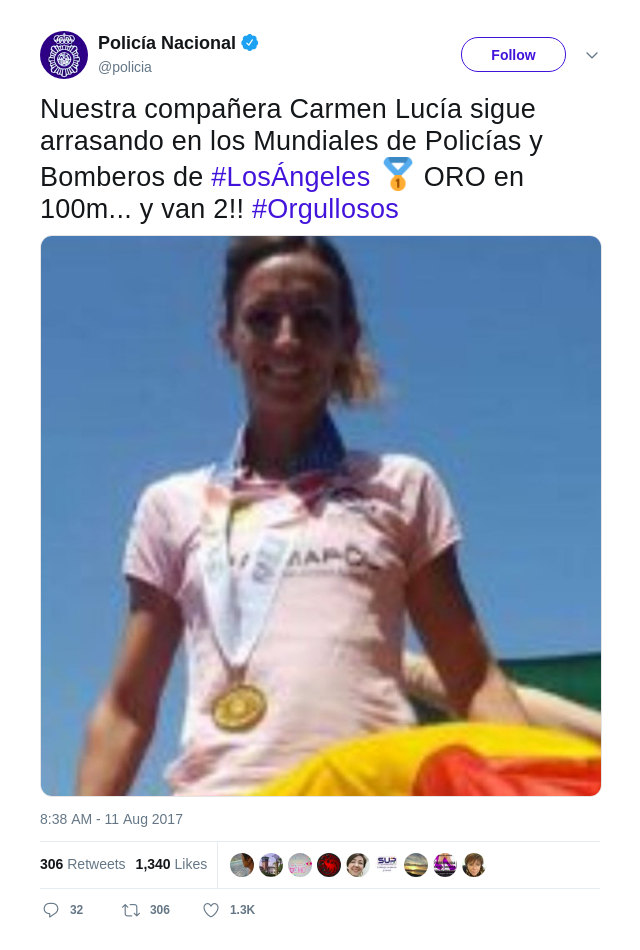 Policía Nacional
@policia
Follow
Nuestra compañera Carmen Lucía sigue
arrasando en los Mundiales de Policías y
Bomberos de #LosÁngeles 🏅 ORO en
100m... y van 2!! #Orgullosos
8:38 AM - 11 Aug 2017
306 Retweets 1,340 Likes
SUP
32 306 1.3K